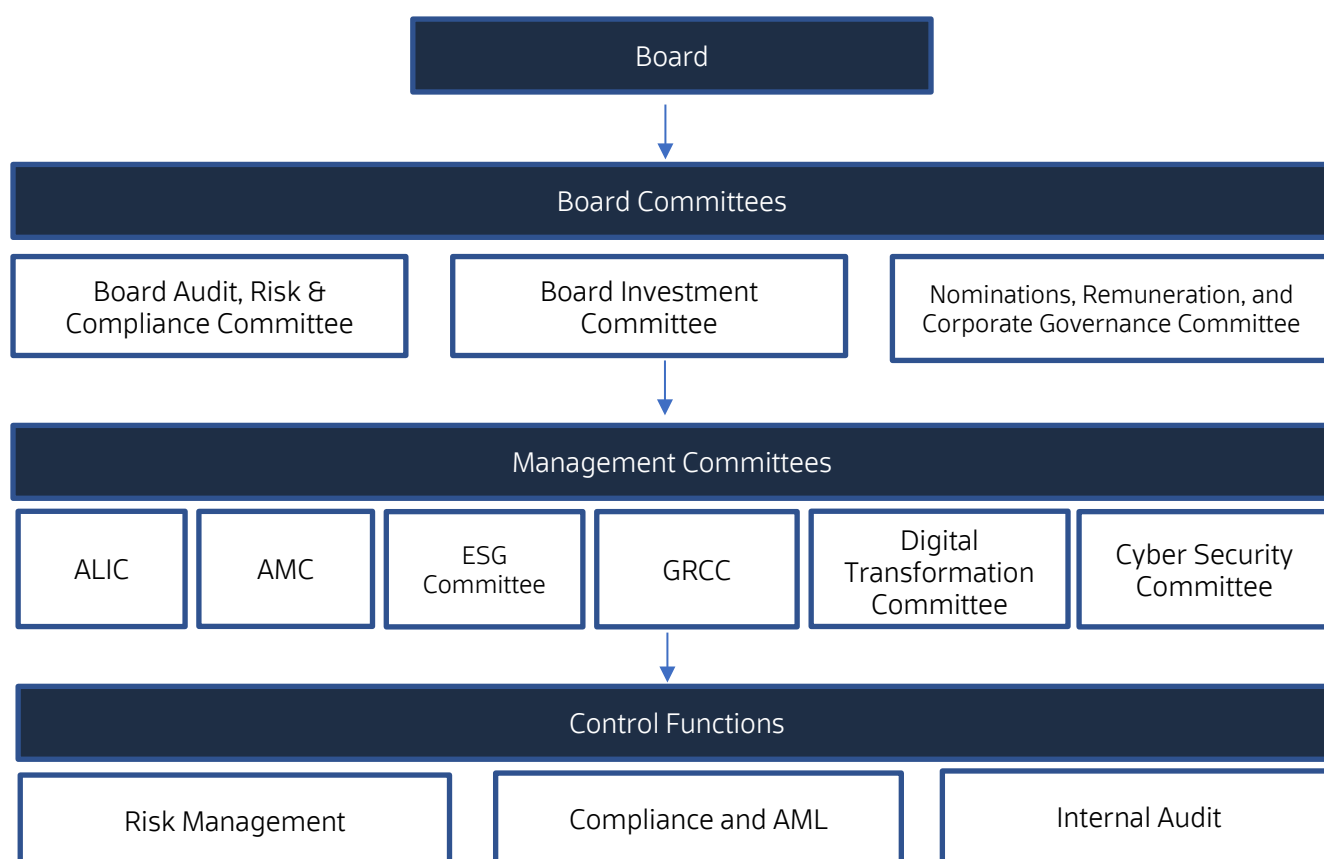 Board
Board Committees
Board Audit, Risk &
Compliance Committee
Board Investment
Committee
Nominations, Remuneration, and
Corporate Governance Committee
Management Committees
ALIC
AMC
ESG
Committee
GRCC
Digital
Transformation
Committee
Cyber Security
Committee
Control Functions
Risk Management
Compliance and AML
Internal Audit